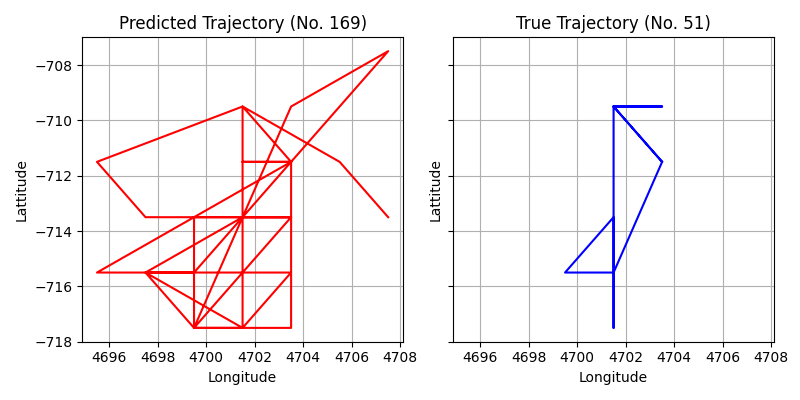 Predicted Trajectory (No. 169)
True Trajectory (No. 51)
−708
−710
−712
−714
−716
−718
Lattitude
Lattitude
4696 4698 4700 4702 4704 4706 4708
4696 4698 4700 4702 4704 4706 4708
Longitude
Longitude